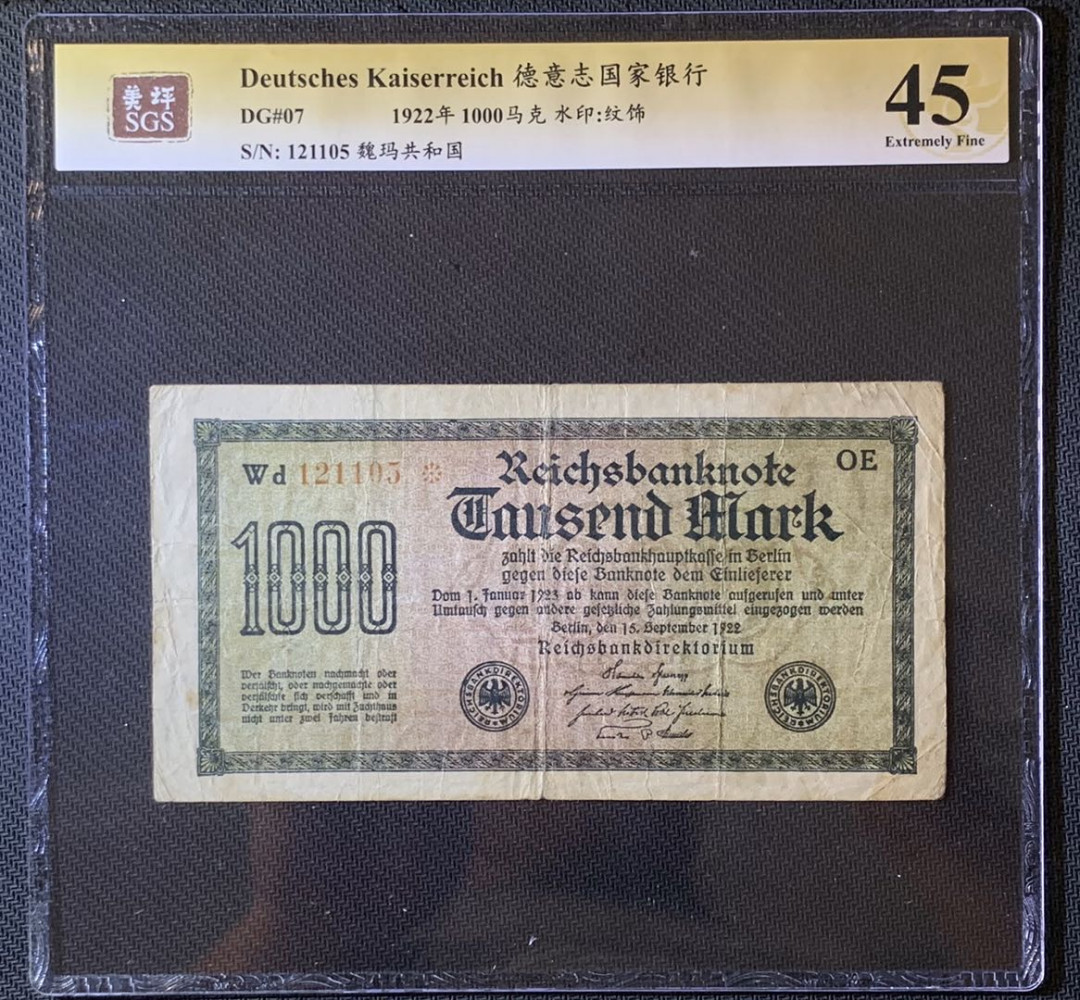 美坪
SGS
Deutsches Kaiserreich 德意志国家银行
DG#07 1922年 1000马克 水印:纹饰
S/N: 121105 魏玛共和国
45
Extremely Fine
Wd 121105 *
OE
Reichsbanknote
Tausend Mark
1000
zahlt die Reichsbankhauptkasse in Berlin
gegen diese Banknote dem Einlieferer
Vom 1. Januar 1923 ab kann diese Banknote aufgerufen und unter
Umtausch gegen andere gesetzliche Zahlungsmittel eingezogen werden
Berlin, den 15. September 1922
Reichsbankdirektorium
Wer Banknoten nachmacht oder
verfälscht, oder nachgemachte oder
verfälschte sich verschafft und in
Verkehr bringt, wird mit Zuchthaus
nicht unter zwei Jahren bestraft
REICHSBANKDIREKTORIUM
REICHSBANKDIREKTORIUM